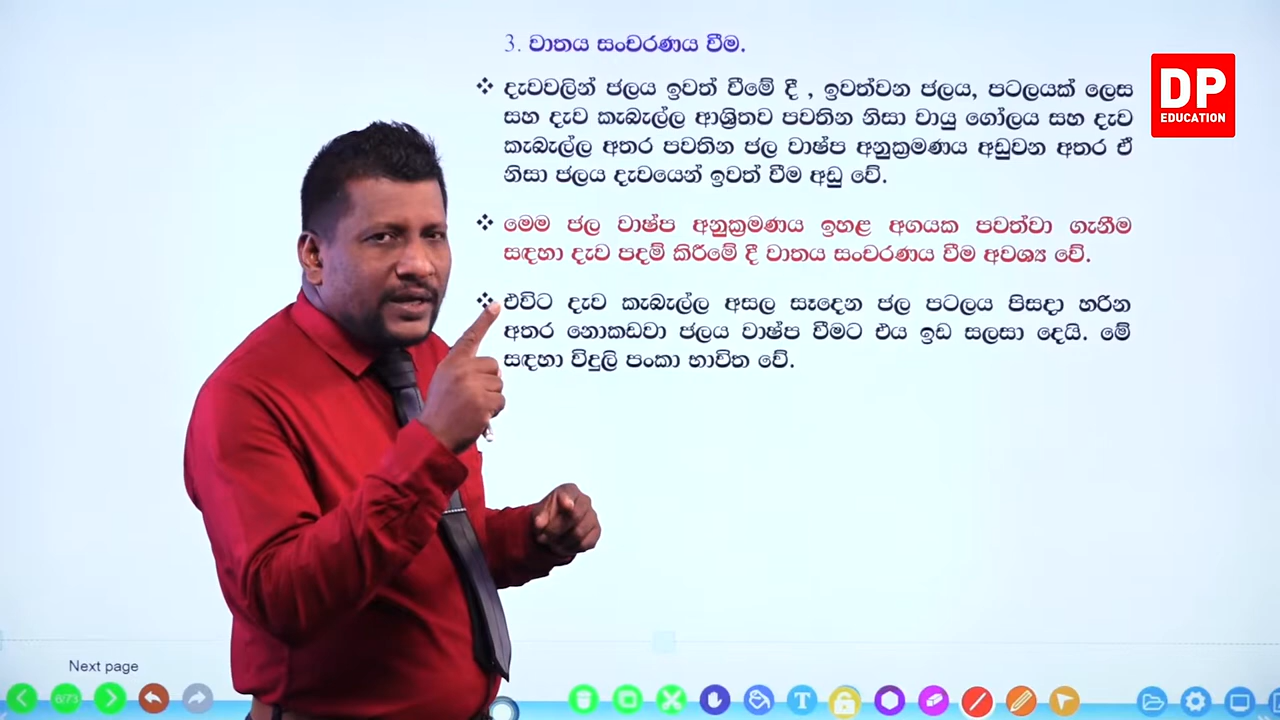 3. වාතය සංචරණය වීම.
DP
EDUCATION
❖ දැවවලින් ජලය ඉවත් වීමේ දී , ඉවත්වන ජලය, පටලයක් ලෙස
සහ දැව කැබැල්ල ආශ්‍රිතව පවතින නිසා වායු ගෝලය සහ දැව
කැබැල්ල අතර පවතින ජල වාෂ්ප අනුක්‍රමණය අඩුවන අතර ඒ
නිසා ජලය දැවයෙන් ඉවත් වීම අඩු වේ.
❖ මෙම ජල වාෂ්ප අනුක්‍රමණය ඉහළ අගයක පවත්වා ගැනීම
සඳහා දැව පදම් කිරීමේ දී වාතය සංචරණය වීම අවශ්‍ය වේ.
❖ එවිට දැව කැබැල්ල අසල සෑදෙන ජල පටලය පිසදා හරින
අතර නොකඩවා ජලය වාෂ්ප වීමට එය ඉඩ සලසා දෙයි. මේ
සඳහා විදුලි පංකා භාවිත වේ.
Next page
6/73